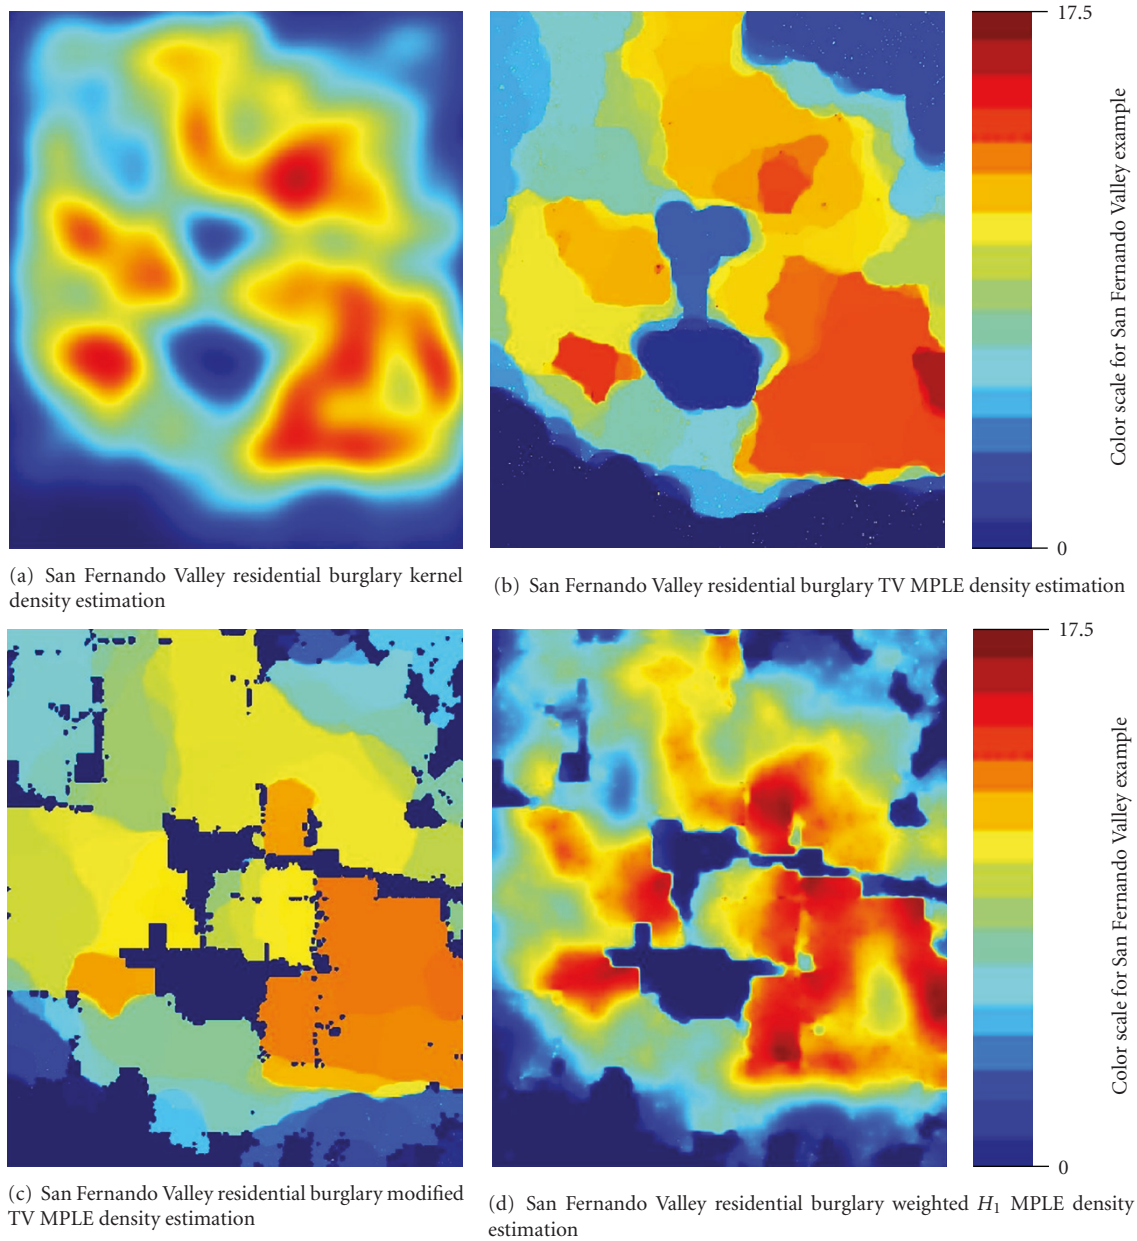 17.5
Color scale for San Fernando Valley example
0
(a) San Fernando Valley residential burglary kernel
density estimation
(b) San Fernando Valley residential burglary TV MPLE density estimation
17.5
Color scale for San Fernando Valley example
0
(c) San Fernando Valley residential burglary modified
TV MPLE density estimation
(d) San Fernando Valley residential burglary weighted H1 MPLE density
estimation